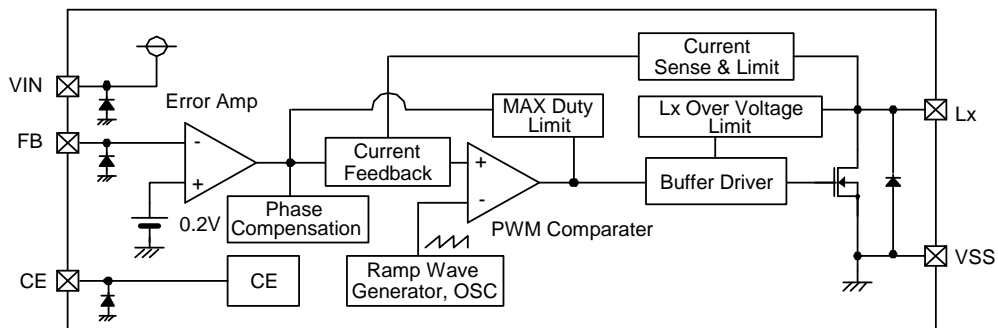 VIN
FB
CE
Error Amp
-
+
0.2V
Phase
Compensation
CE
Current
Feedback
Current
Sense & Limit
MAX Duty
Limit
Lx Over Voltage
Limit
+
-
PWM Comparater
Ramp Wave
Generator, OSC
Buffer Driver
Lx
VSS